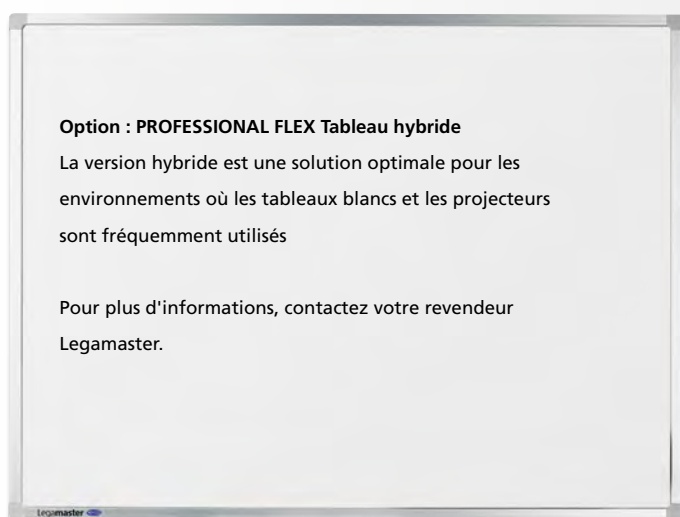 Option : PROFESSIONAL FLEX Tableau hybride
La version hybride est une solution optimale pour les
environnements où les tableaux blancs et les projecteurs
sont fréquemment utilisés
Pour plus d'informations, contactez votre revendeur
Legamaster.
Legamaster